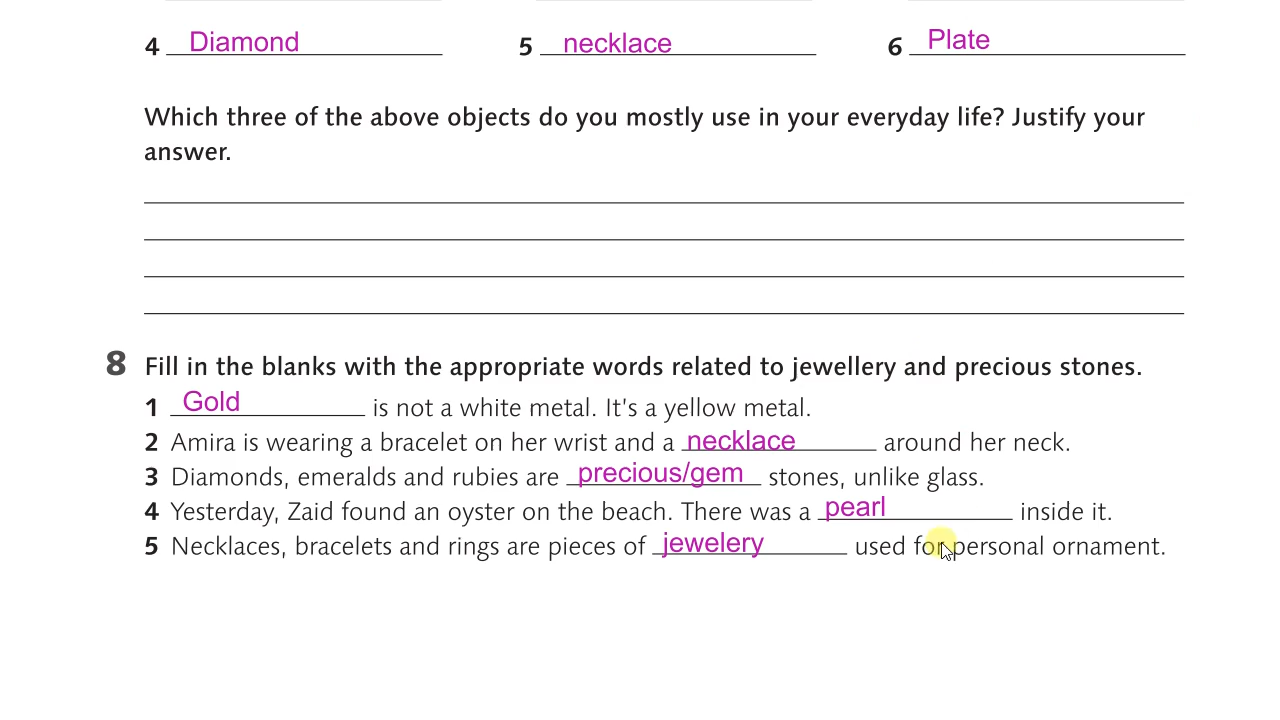 4 Diamond 5 necklace 6 Plate
Which three of the above objects do you mostly use in your everyday life? Justify your
answer.
8 Fill in the blanks with the appropriate words related to jewellery and precious stones.
1 Gold is not a white metal. It's a yellow metal.
2 Amira is wearing a bracelet on her wrist and a necklace around her neck.
3 Diamonds, emeralds and rubies are precious/gem stones, unlike glass.
4 Yesterday, Zaid found an oyster on the beach. There was a pearl inside it.
5 Necklaces, bracelets and rings are pieces of jewelery used for personal ornament.